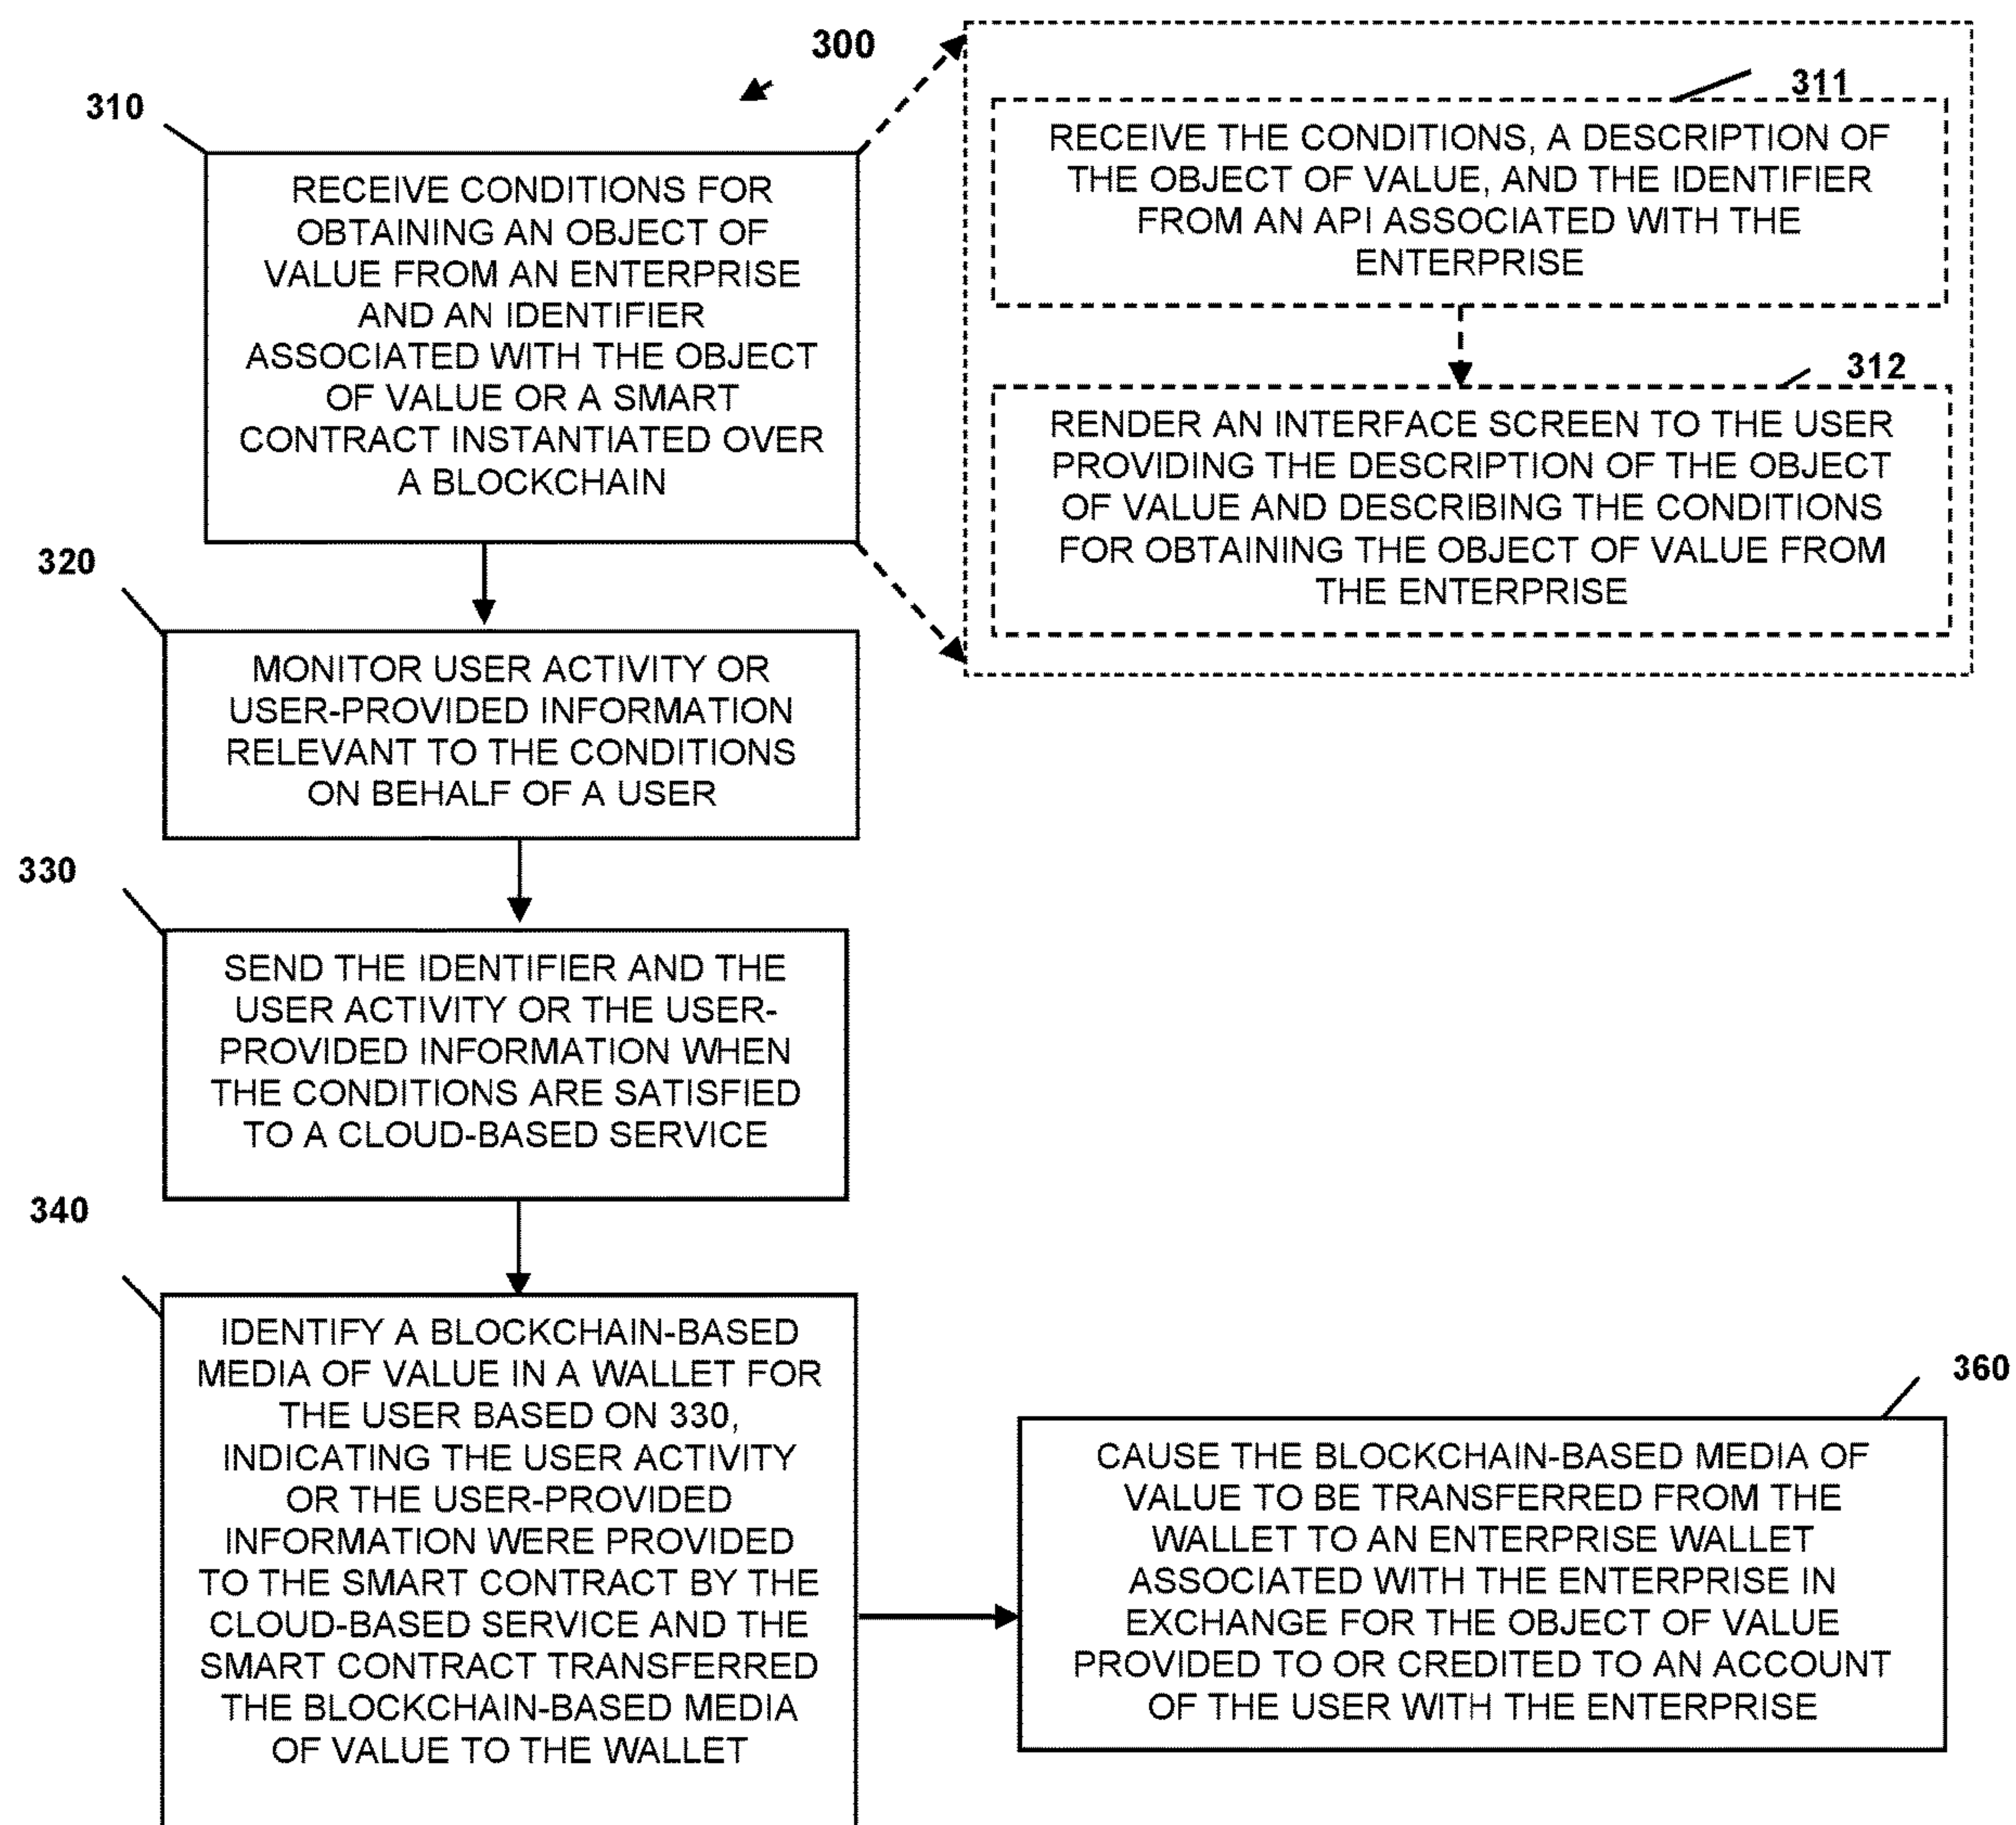 300
310
RECEIVE CONDITIONS FOR
OBTAINING AN OBJECT OF
VALUE FROM AN ENTERPRISE
AND AN IDENTIFIER
ASSOCIATED WITH THE OBJECT
OF VALUE OR A SMART
CONTRACT INSTANTIATED OVER
A BLOCKCHAIN
311
RECEIVE THE CONDITIONS, A DESCRIPTION OF
THE OBJECT OF VALUE, AND THE IDENTIFIER
FROM AN API ASSOCIATED WITH THE
ENTERPRISE
312
RENDER AN INTERFACE SCREEN TO THE USER
PROVIDING THE DESCRIPTION OF THE OBJECT
OF VALUE AND DESCRIBING THE CONDITIONS
FOR OBTAINING THE OBJECT OF VALUE FROM
THE ENTERPRISE
320
MONITOR USER ACTIVITY OR
USER-PROVIDED INFORMATION
RELEVANT TO THE CONDITIONS
ON BEHALF OF A USER
330
SEND THE IDENTIFIER AND THE
USER ACTIVITY OR THE USER-
PROVIDED INFORMATION WHEN
THE CONDITIONS ARE SATISFIED
TO A CLOUD-BASED SERVICE
340
IDENTIFY A BLOCKCHAIN-BASED
MEDIA OF VALUE IN A WALLET FOR
THE USER BASED ON 330,
INDICATING THE USER ACTIVITY
OR THE USER-PROVIDED
INFORMATION WERE PROVIDED
TO THE SMART CONTRACT BY THE
CLOUD-BASED SERVICE AND THE
SMART CONTRACT TRANSFERRED
THE BLOCKCHAIN-BASED MEDIA
OF VALUE TO THE WALLET
360
CAUSE THE BLOCKCHAIN-BASED MEDIA OF
VALUE TO BE TRANSFERRED FROM THE
WALLET TO AN ENTERPRISE WALLET
ASSOCIATED WITH THE ENTERPRISE IN
EXCHANGE FOR THE OBJECT OF VALUE
PROVIDED TO OR CREDITED TO AN ACCOUNT
OF THE USER WITH THE ENTERPRISE